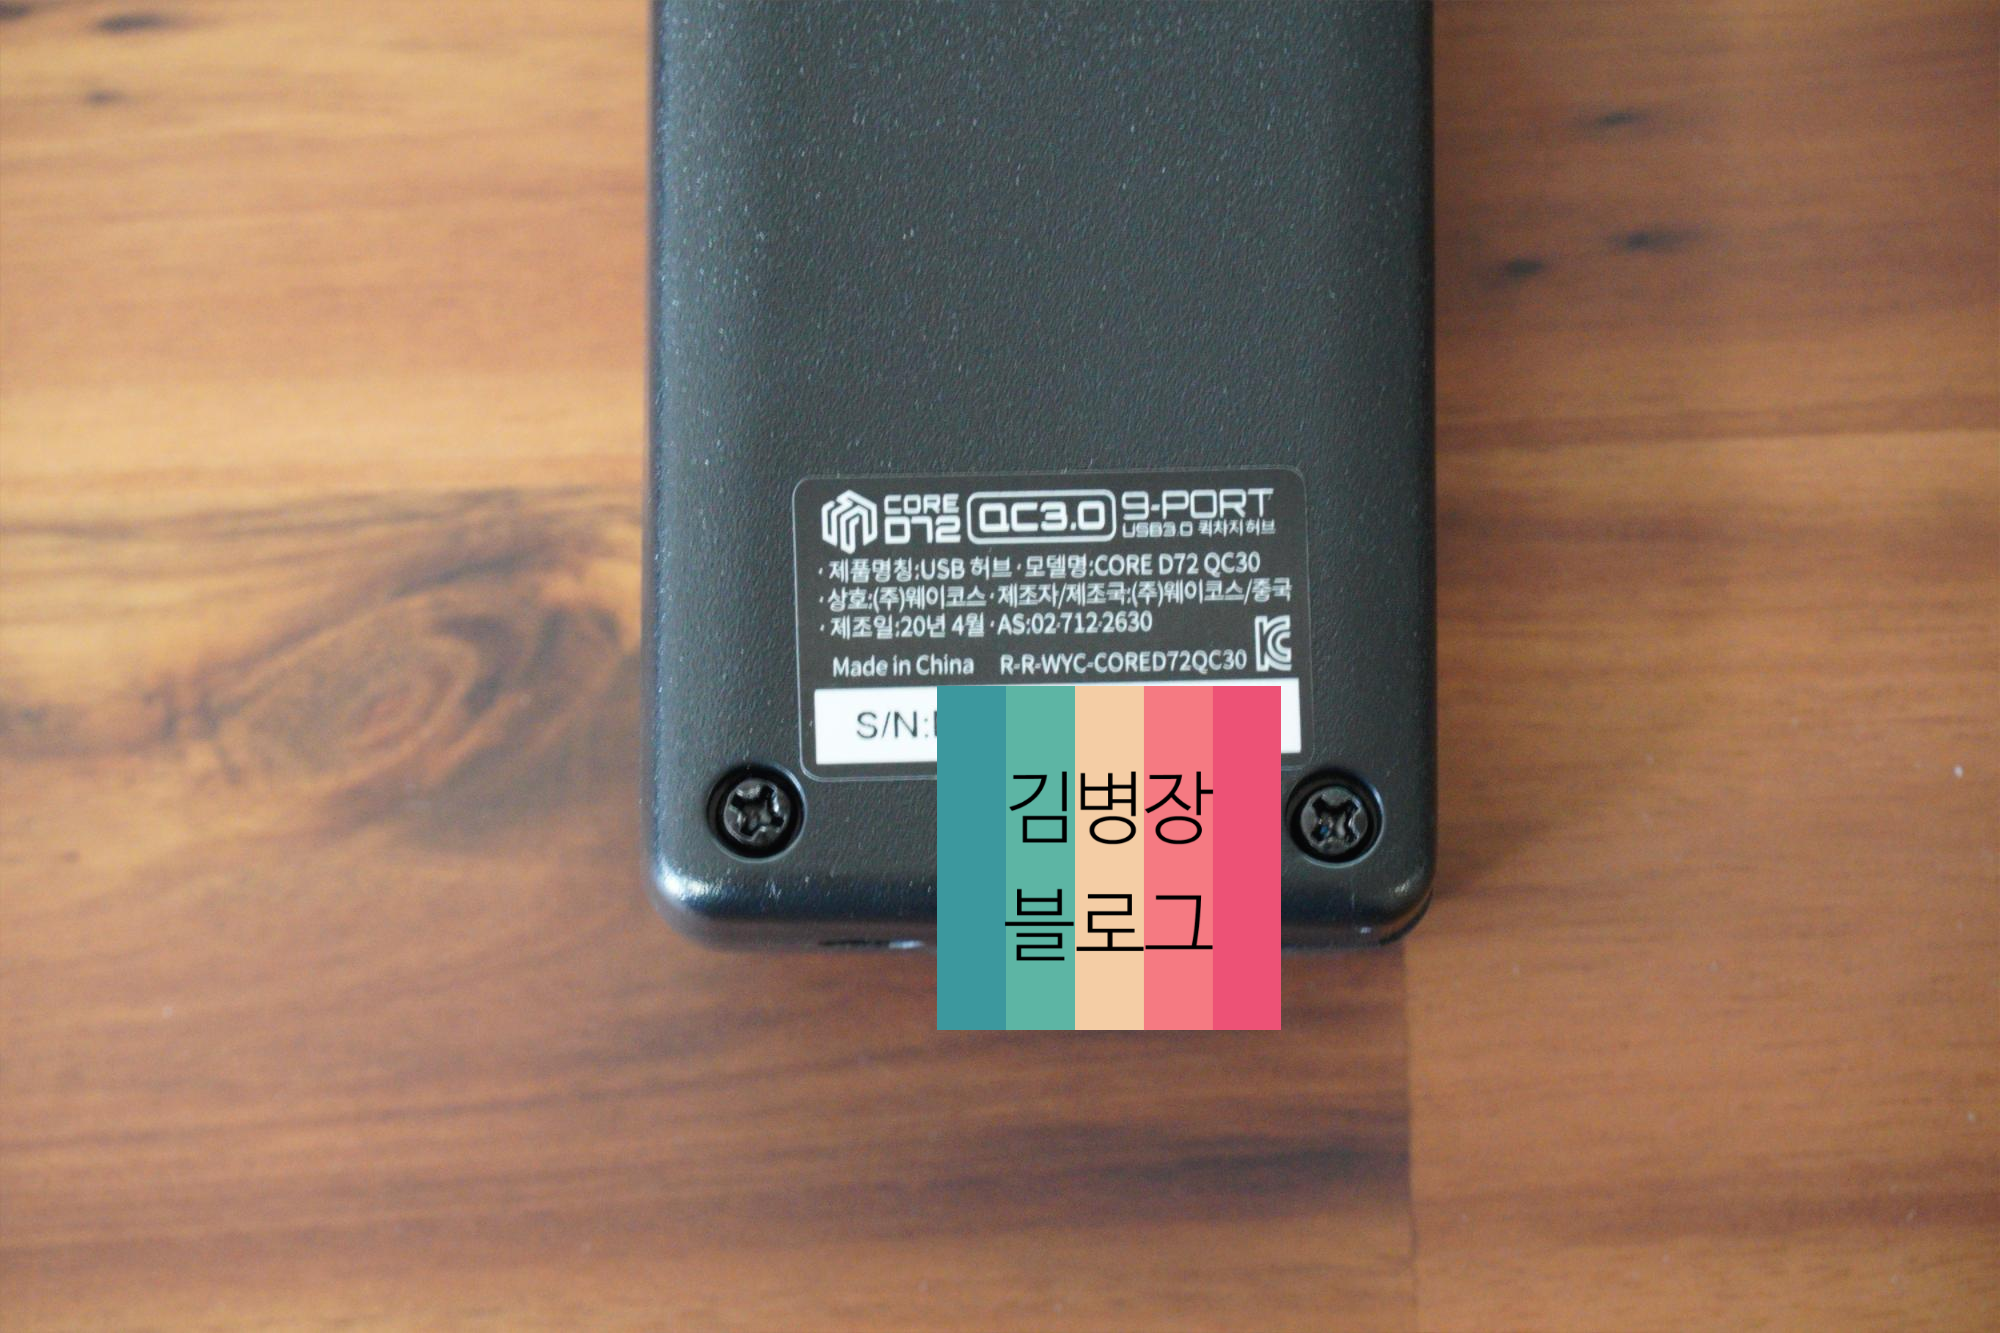 CORE D72 QC3.0 9-PORT
USB3.0 퀵차지 허브
· 제품명칭:USB 허브 · 모델명:CORE D72 QC30
· 상호:(주)웨이코스 · 제조자/제조국:(주)웨이코스/중국
· 제조일:20년 4월 · AS:02-712-2630
Made in China R-R-WYC-CORED72QC30
S/N:
김병장
블로그